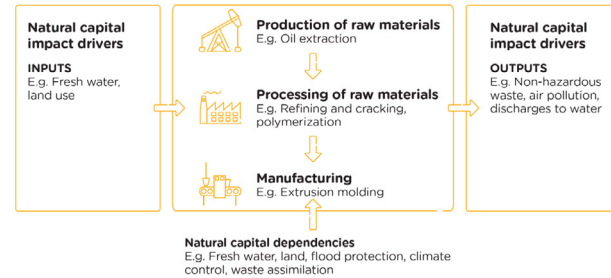 Natural capital
impact drivers
INPUTS
E.g. Fresh water,
land use
Production of raw materials
E.g. Oil extraction
Processing of raw materials
E.g. Refining and cracking,
polymerization
Manufacturing
E.g. Extrusion molding
Natural capital
impact drivers
OUTPUTS
E.g. Non-hazardous
waste, air pollution,
discharges to water
Natural capital dependencies
E.g. Fresh water, land, flood protection, climate
control, waste assimilation